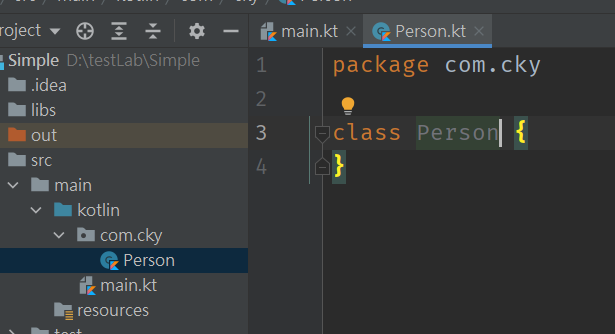 roject
main.kt
Person.kt
Simple D:\testLab\Simple
.idea
libs
out
src
main
kotlin
com.cky
Person
main.kt
resources
1 package com.cky
2
3 class Person {
4 }